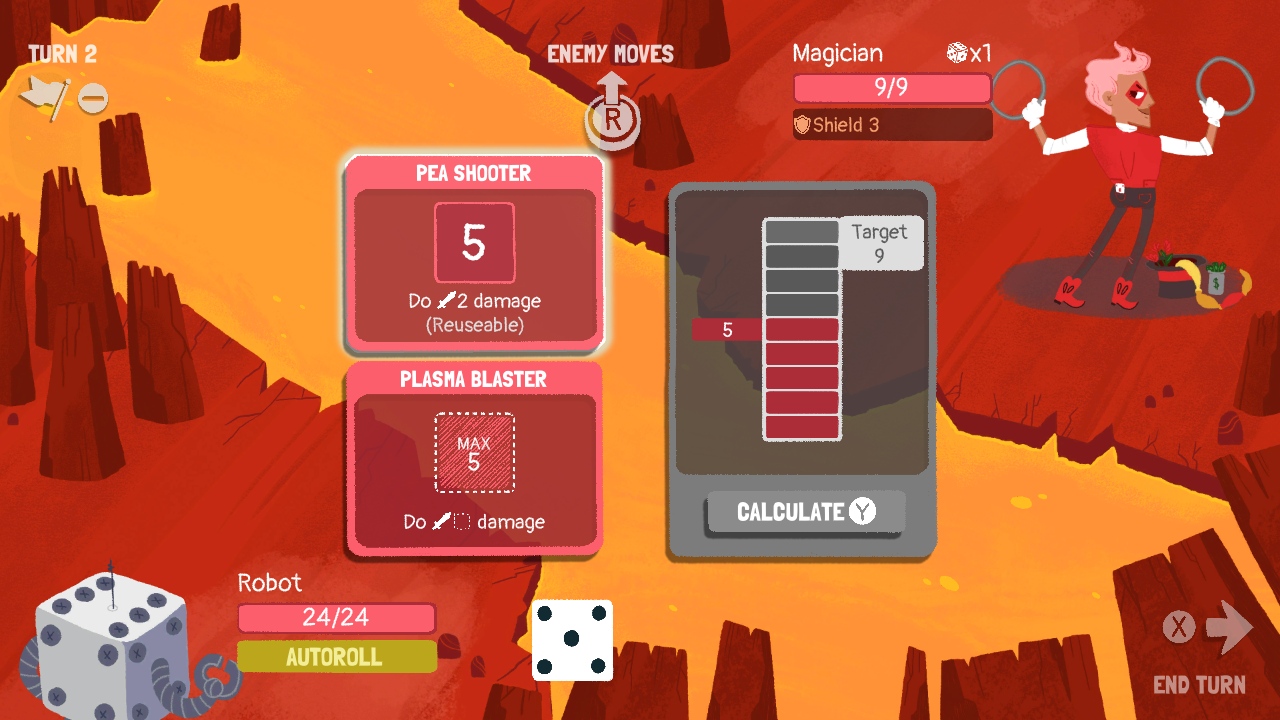 TURN 2
ENEMY MOVES
R
Magician
x1
9/9
Shield 3
PEA SHOOTER
5
Do 2 damage
(Reuseable)
Target
9
5
PLASMA BLASTER
MAX
5
Do damage
CALCULATE Y
Robot
24/24
AUTOROLL
X
END TURN